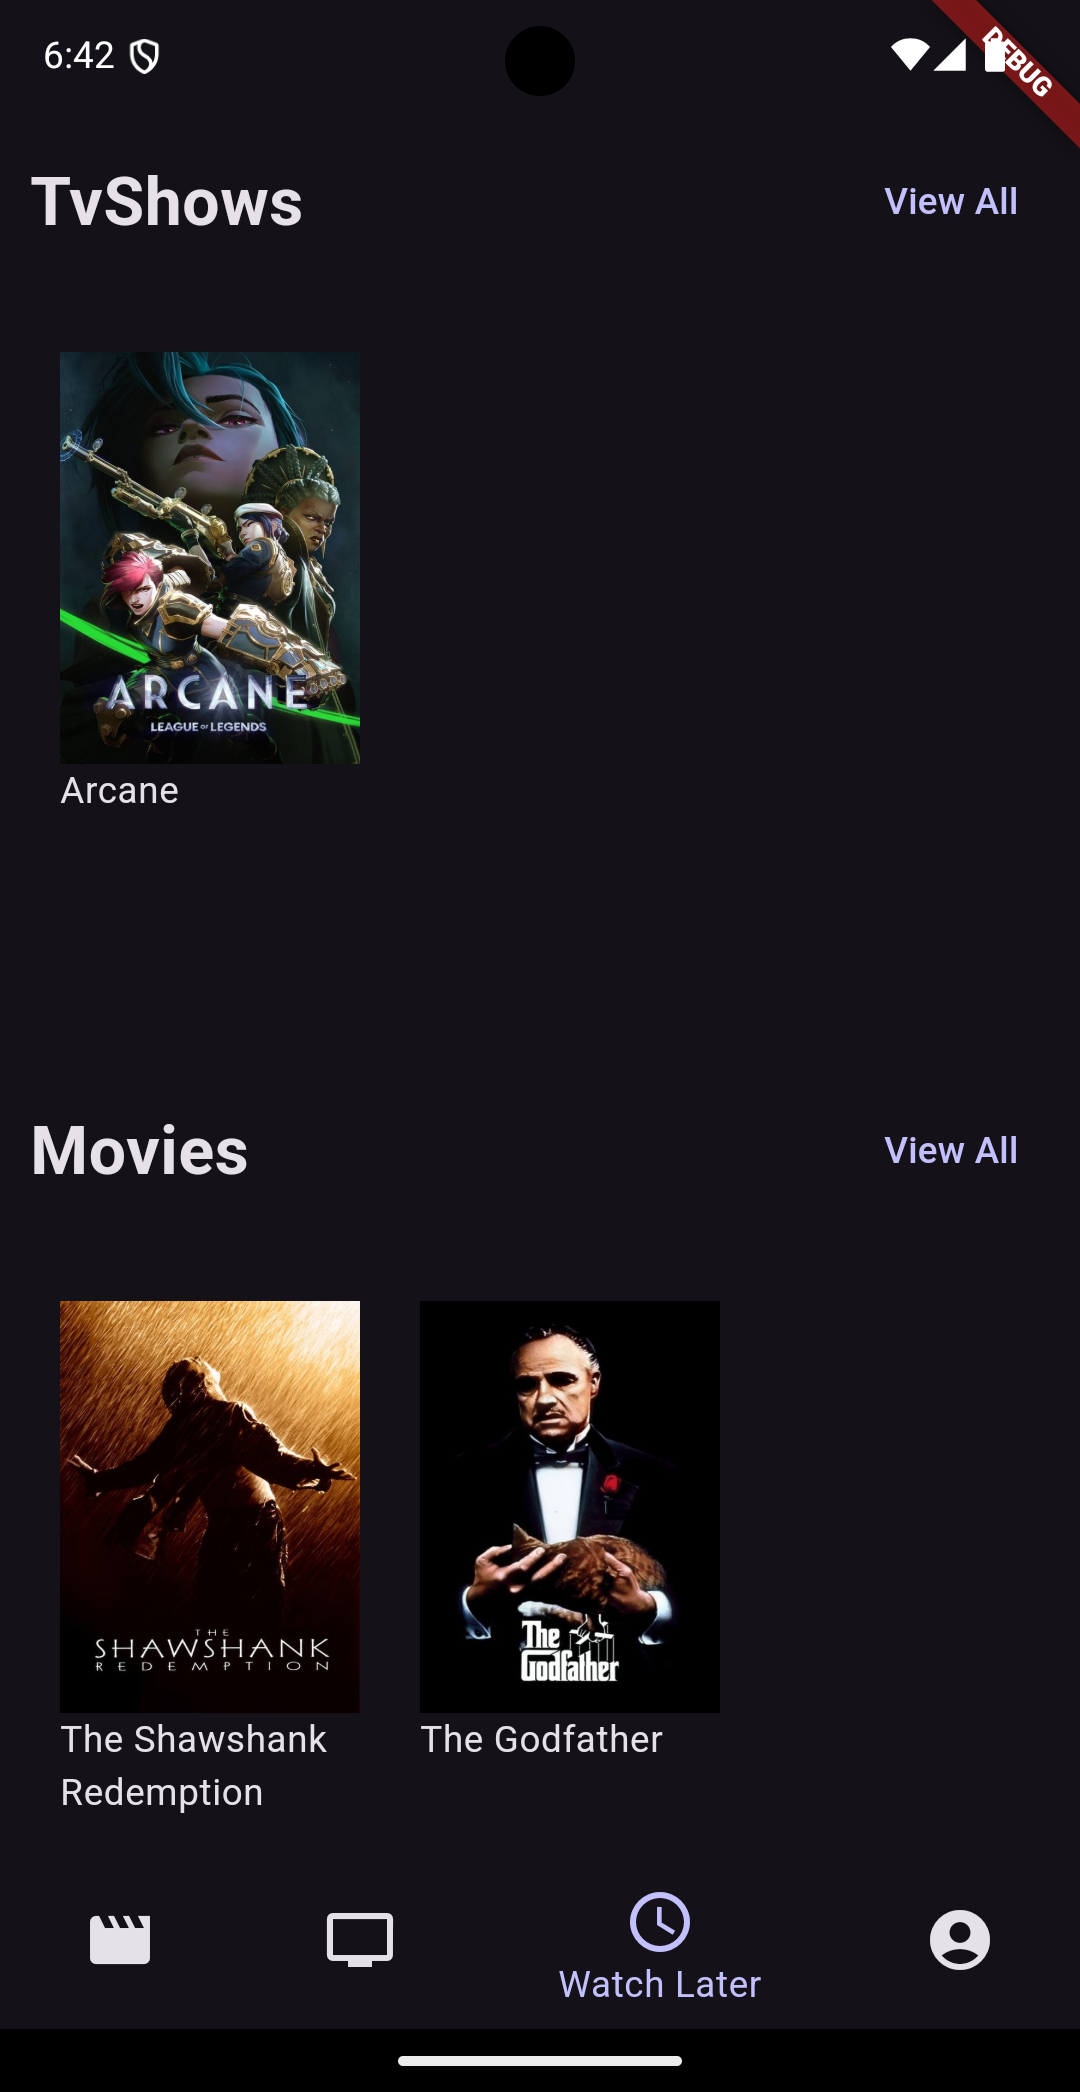 6:42
DEBUG
TvShows
View All
ARCANE
LEAGUE OF LEGENDS
Arcane
Movies
View All
THE
SHAWSHANK
REDEMPTION
The
Godfather
The Shawshank
Redemption
The Godfather
Watch Later